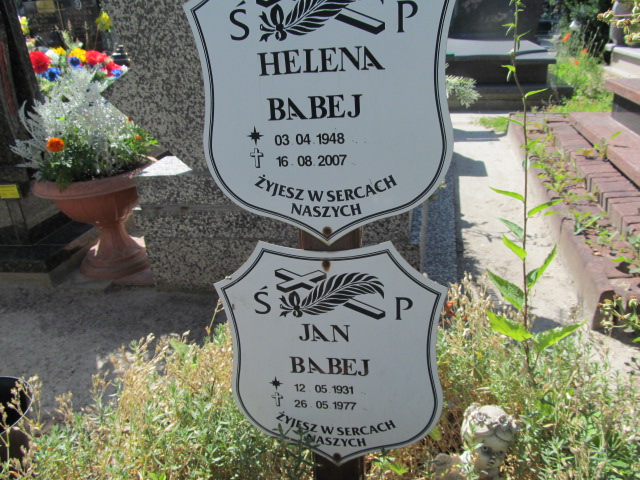 Ś P
HELENA
BABEJ
03 04 1948
16 08 2007
ŻYJESZ W SERCACH
NASZYCH
Ś P
JAN
BABEJ
12 05 1931
26 05 1977
ŻYJESZ W SERCACH
NASZYCH